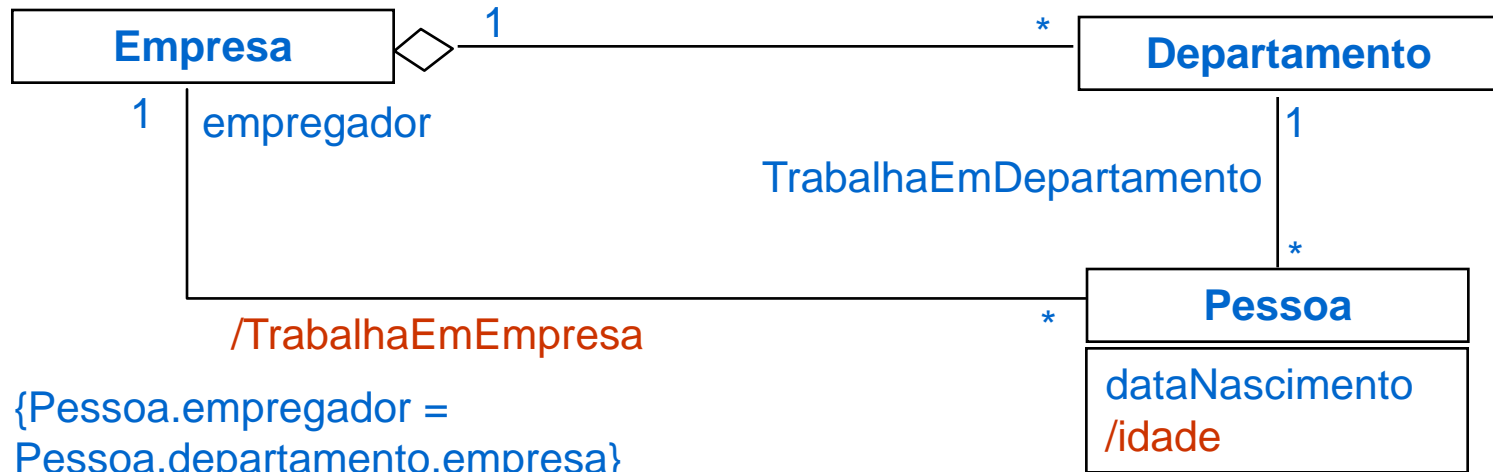 Empresa
1
*
Departamento
1
empregador
1
TrabalhaEmDepartamento
*
Pessoa
/TrabalhaEmEmpresa
*
dataNascimento
/idade
{Pessoa.empregador =
Pessoa.departamento.empresa}